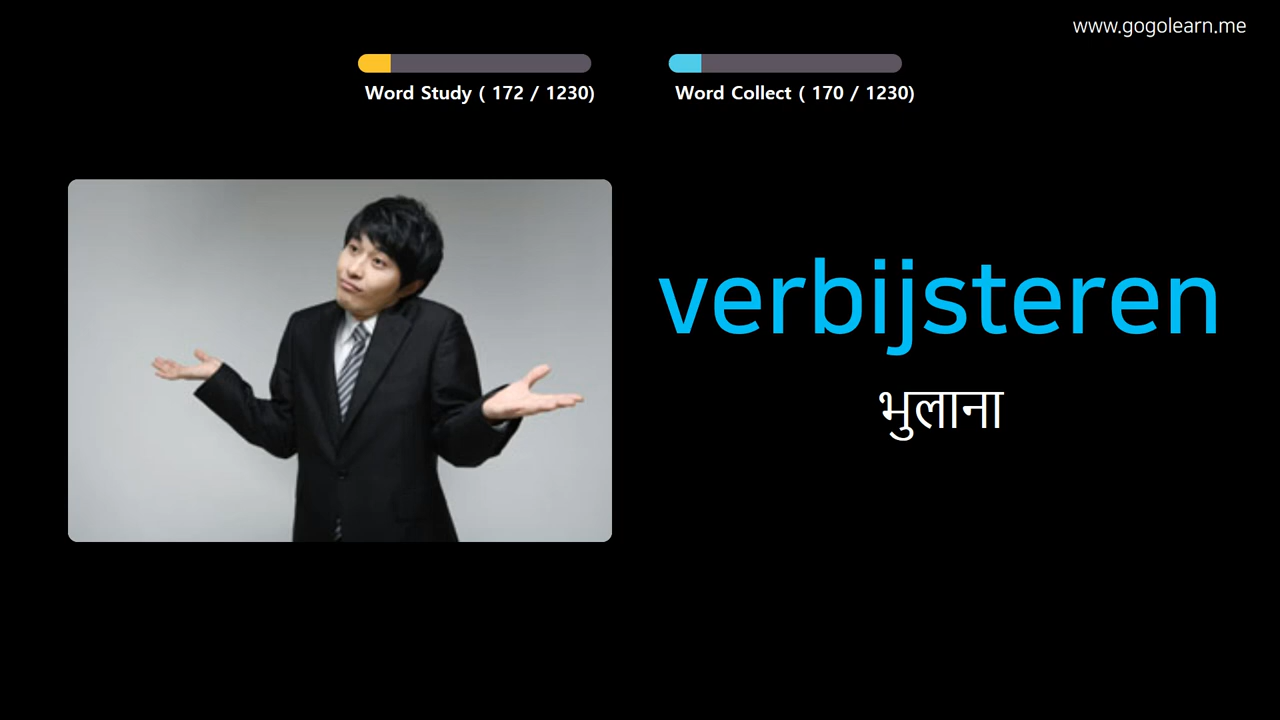 www.gogolearn.me
Word Study ( 172 / 1230)
Word Collect ( 170 / 1230)
verbijsteren
भुलाना